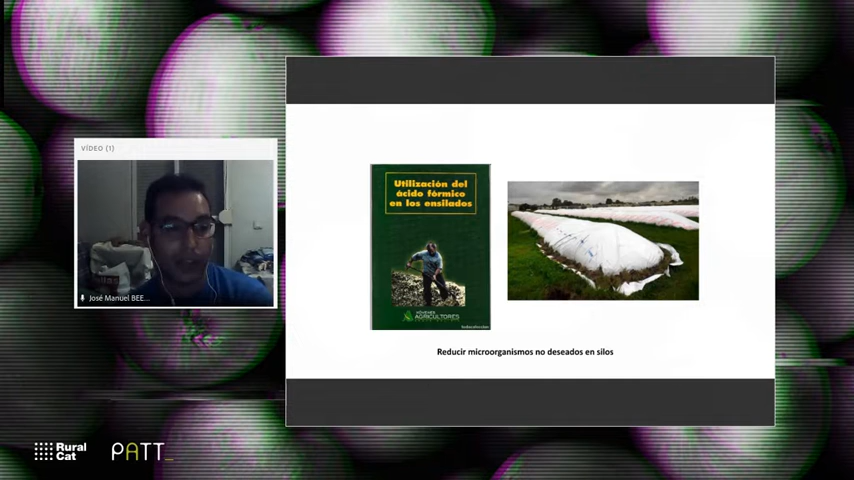 VÍDEO (1)
José Manuel BEE...
Utilización del
ácido fórmico
en los ensilados
JÓVENES
AGRICULTORES
todocoleccion
Reducir microorganismos no deseados en silos
Rural
Cat
PATT_